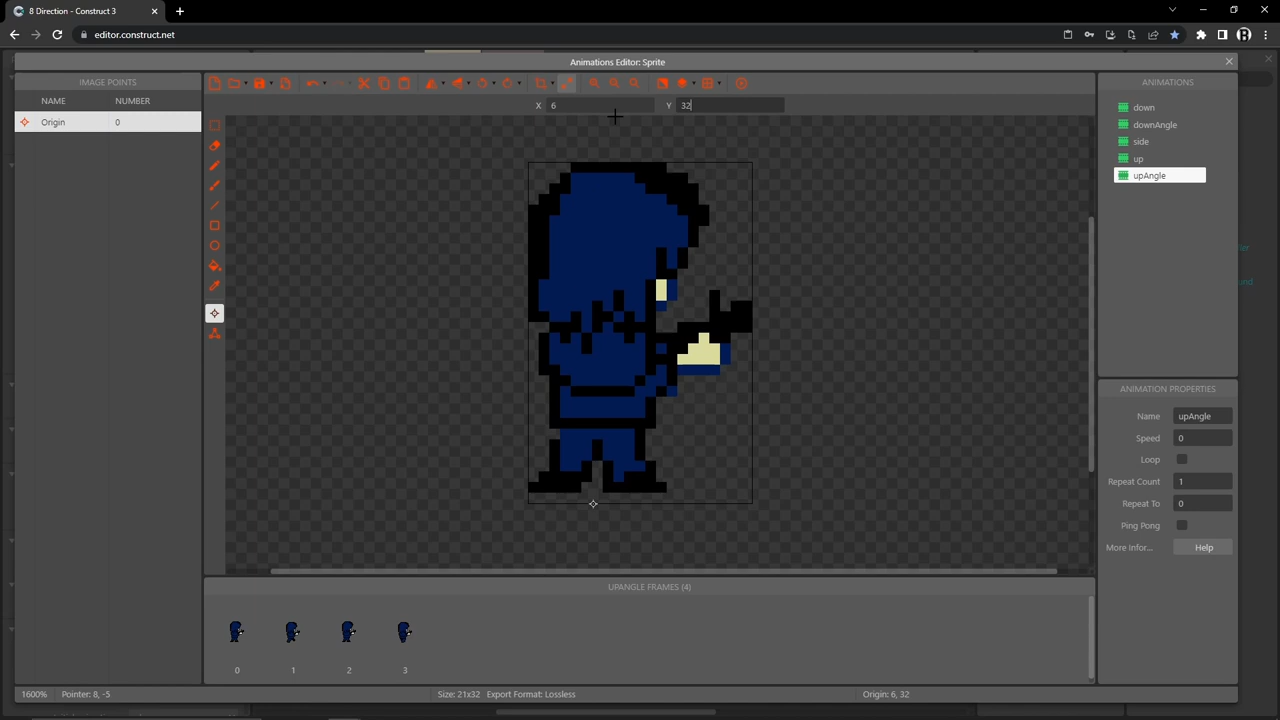 8 Direction - Construct 3
editor.construct.net
Animations Editor: Sprite
IMAGE POINTS
NAME NUMBER
Origin 0
X 6 Y 32
ANIMATIONS
down
downAngle
side
up
upAngle
ANIMATION PROPERTIES
Name upAngle
Speed 0
Loop
Repeat Count 1
Repeat To 0
Ping Pong
More Infor... Help
UPANGLE FRAMES (4)
0 1 2 3
1600% Pointer: 8, -5 Size: 21x32 Export Format: Lossless Origin: 6, 32